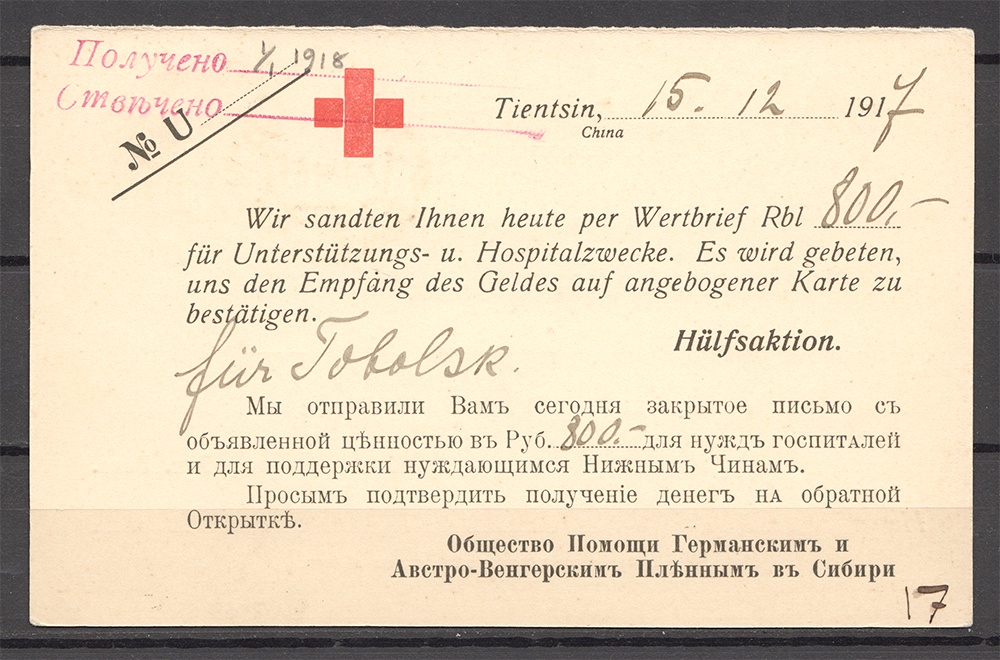 Получено 1/1 1918
Отвѣчено
№ U
Tientsin, 15. 12 1917
China
Wir sandten Ihnen heute per Wertbrief Rbl 800.–
für Unterstützungs- u. Hospitalzwecke. Es wird gebeten,
uns den Empfang des Geldes auf angebogener Karte zu
bestätigen.
Hülfsaktion.
für Tobolsk.
Мы отправили Вамъ сегодня закрытое письмо съ
объявленной цѣнностью въ Руб. 800.– для нуждъ госпиталей
и для поддержки нуждающимся Нижнымъ Чинамъ.
Просымъ подтвердить полученіе денегъ на обратной
Открыткѣ.
Общество Помощи Германскимъ и
Австро-Венгерскимъ Плѣннымъ въ Сибири
17